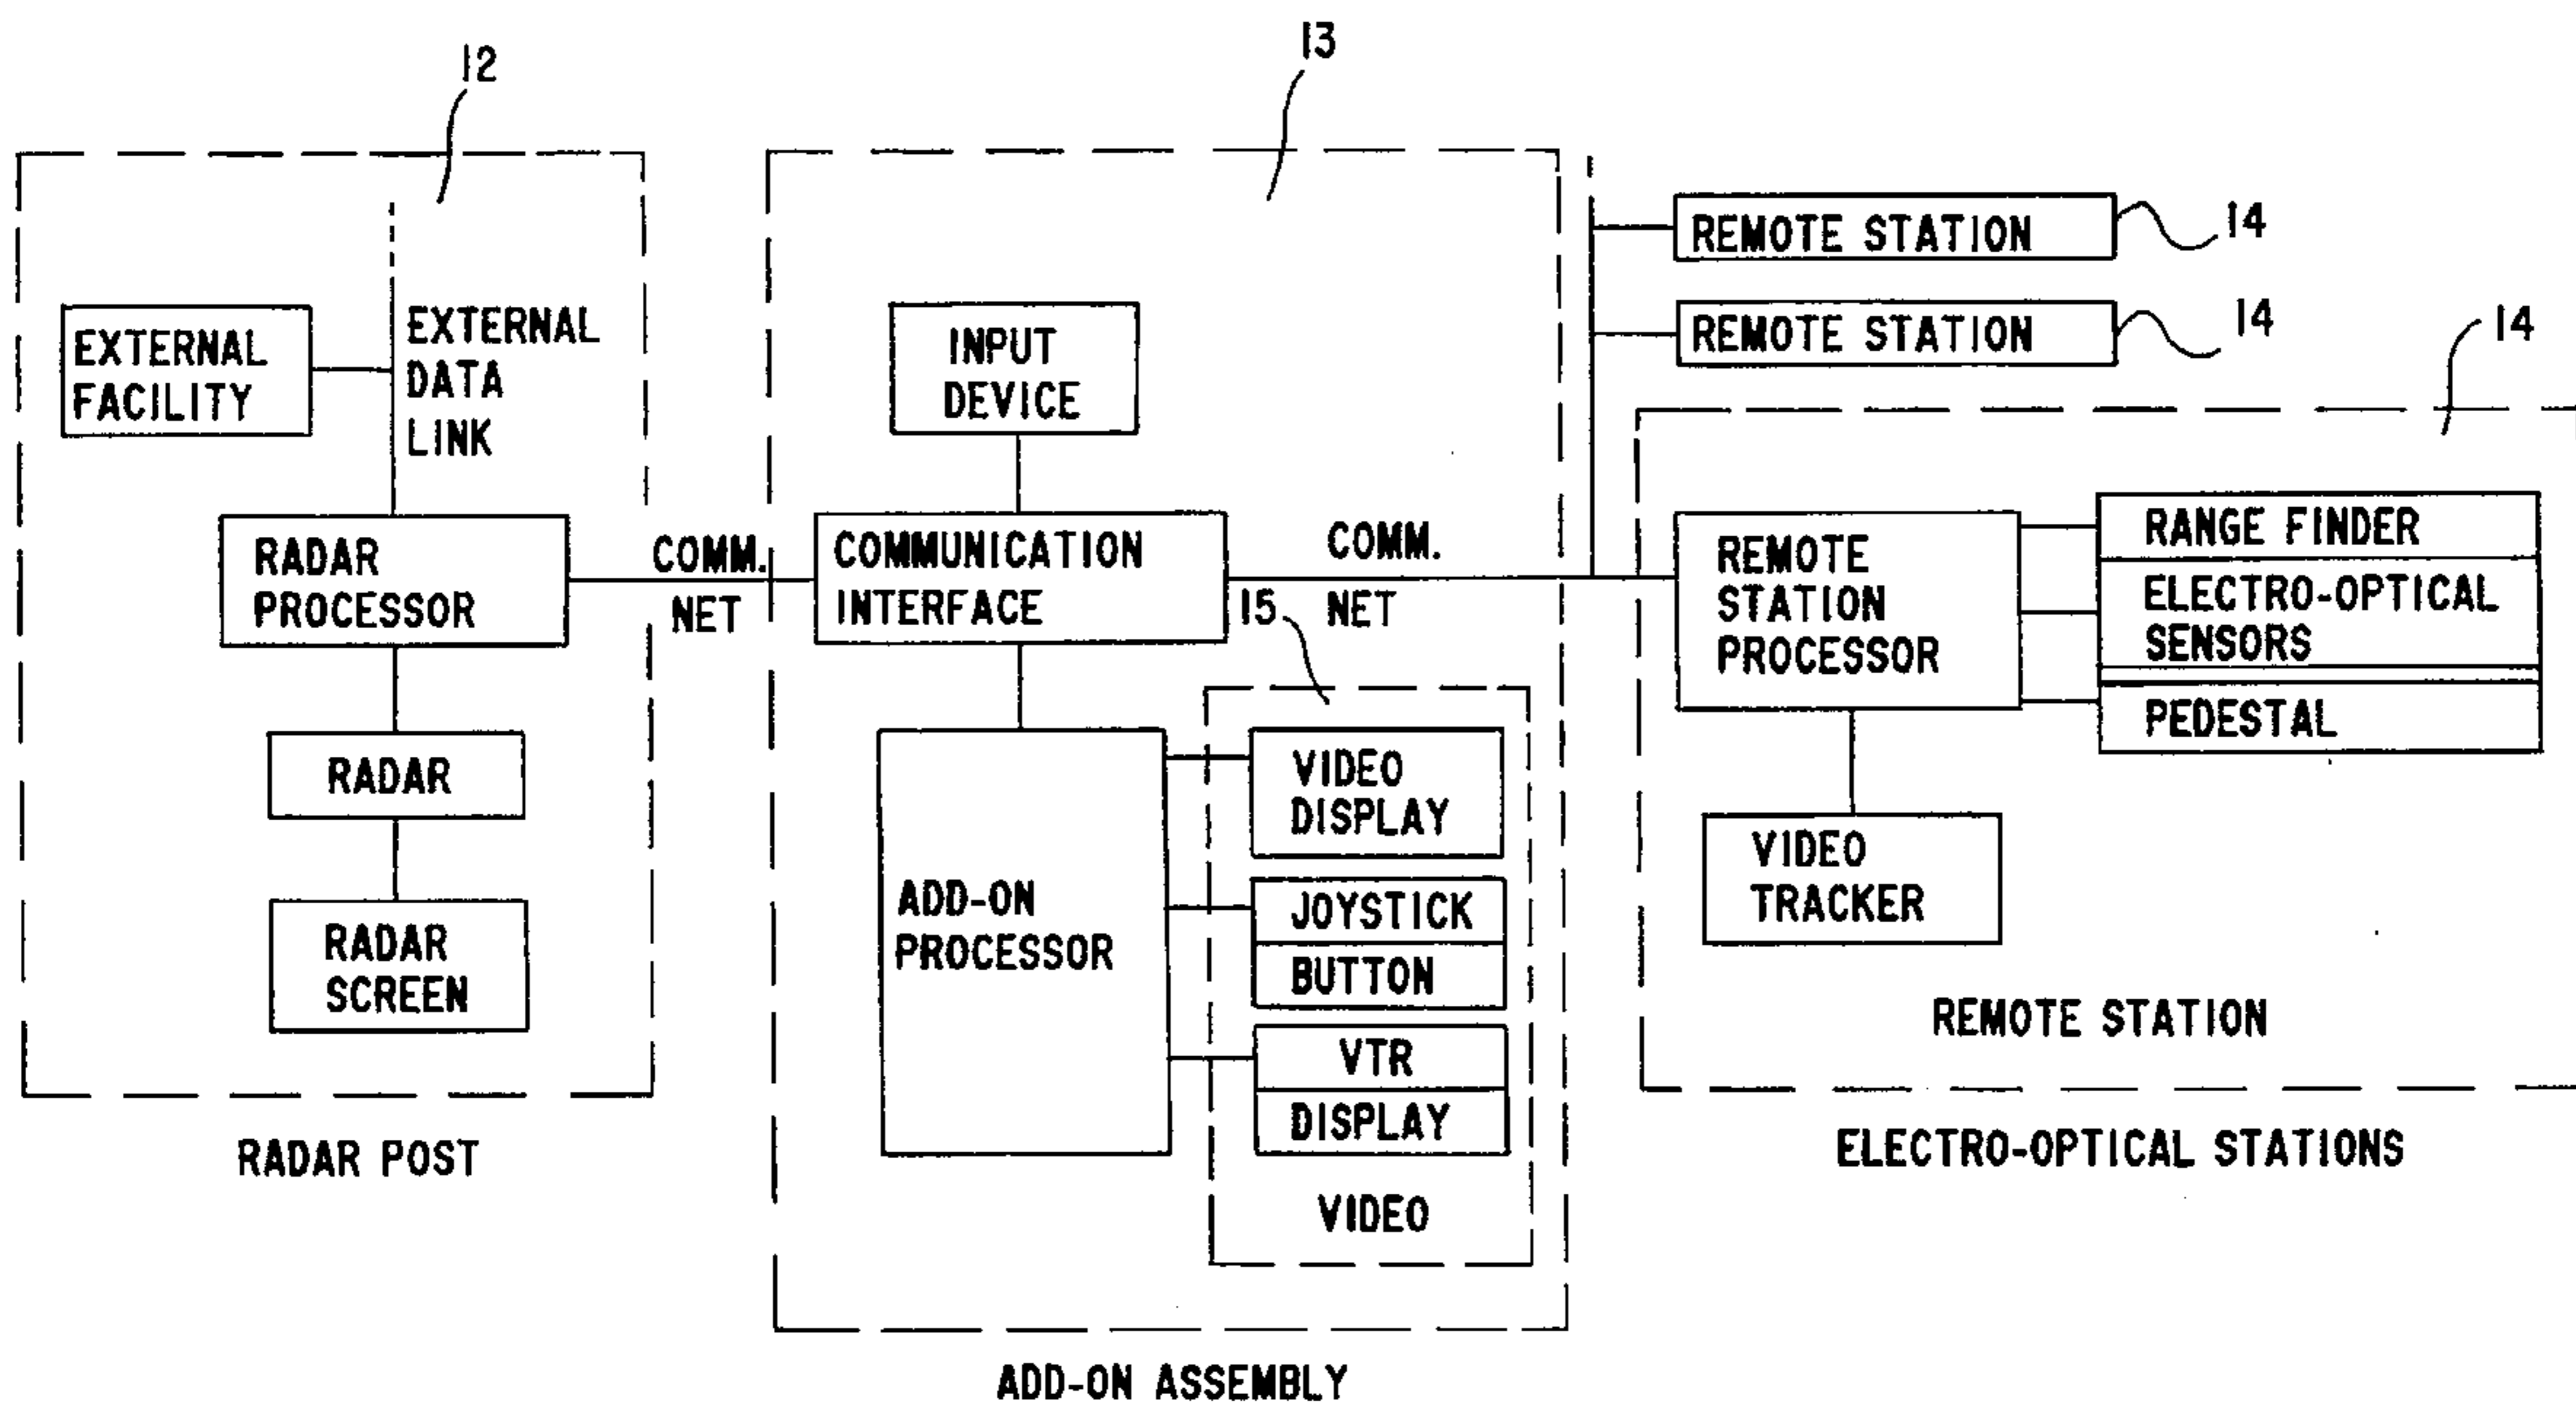 12
EXTERNAL
FACILITY
EXTERNAL
DATA
LINK
RADAR
PROCESSOR
RADAR
RADAR
SCREEN
RADAR POST
COMM.
NET
13
INPUT
DEVICE
COMMUNICATION
INTERFACE
COMM.
NET
15
ADD-ON
PROCESSOR
VIDEO
DISPLAY
JOYSTICK
BUTTON
VTR
DISPLAY
VIDEO
ADD-ON ASSEMBLY
REMOTE STATION
14
REMOTE STATION
14
14
REMOTE
STATION
PROCESSOR
RANGE FINDER
ELECTRO-OPTICAL
SENSORS
PEDESTAL
VIDEO
TRACKER
REMOTE STATION
ELECTRO-OPTICAL STATIONS